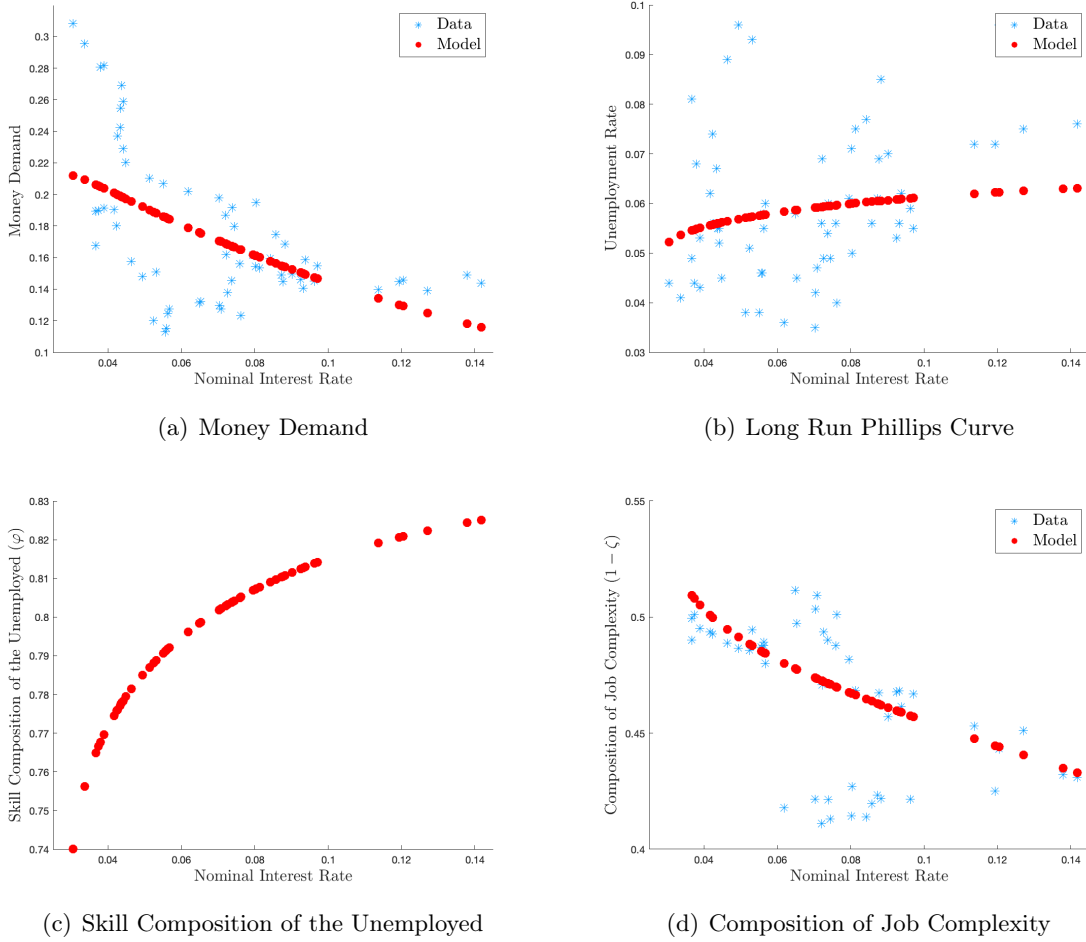 Data
Model
0.3
0.28
0.26
0.24
0.22
0.2
0.18
0.16
0.14
0.12
0.1
Money Demand
0.04 0.06 0.08 0.1 0.12 0.14
Nominal Interest Rate
(a) Money Demand
Data
Model
0.1
0.09
0.08
0.07
0.06
0.05
0.04
0.03
Unemployment Rate
0.04 0.06 0.08 0.1 0.12 0.14
Nominal Interest Rate
(b) Long Run Phillips Curve
0.83
0.82
0.81
0.8
0.79
0.78
0.77
0.76
0.75
0.74
Skill Composition of the Unemployed (φ)
0.04 0.06 0.08 0.1 0.12 0.14
Nominal Interest Rate
(c) Skill Composition of the Unemployed
Data
Model
0.55
0.5
0.45
0.4
Composition of Job Complexity (1 − ζ)
0.04 0.06 0.08 0.1 0.12 0.14
Nominal Interest Rate
(d) Composition of Job Complexity